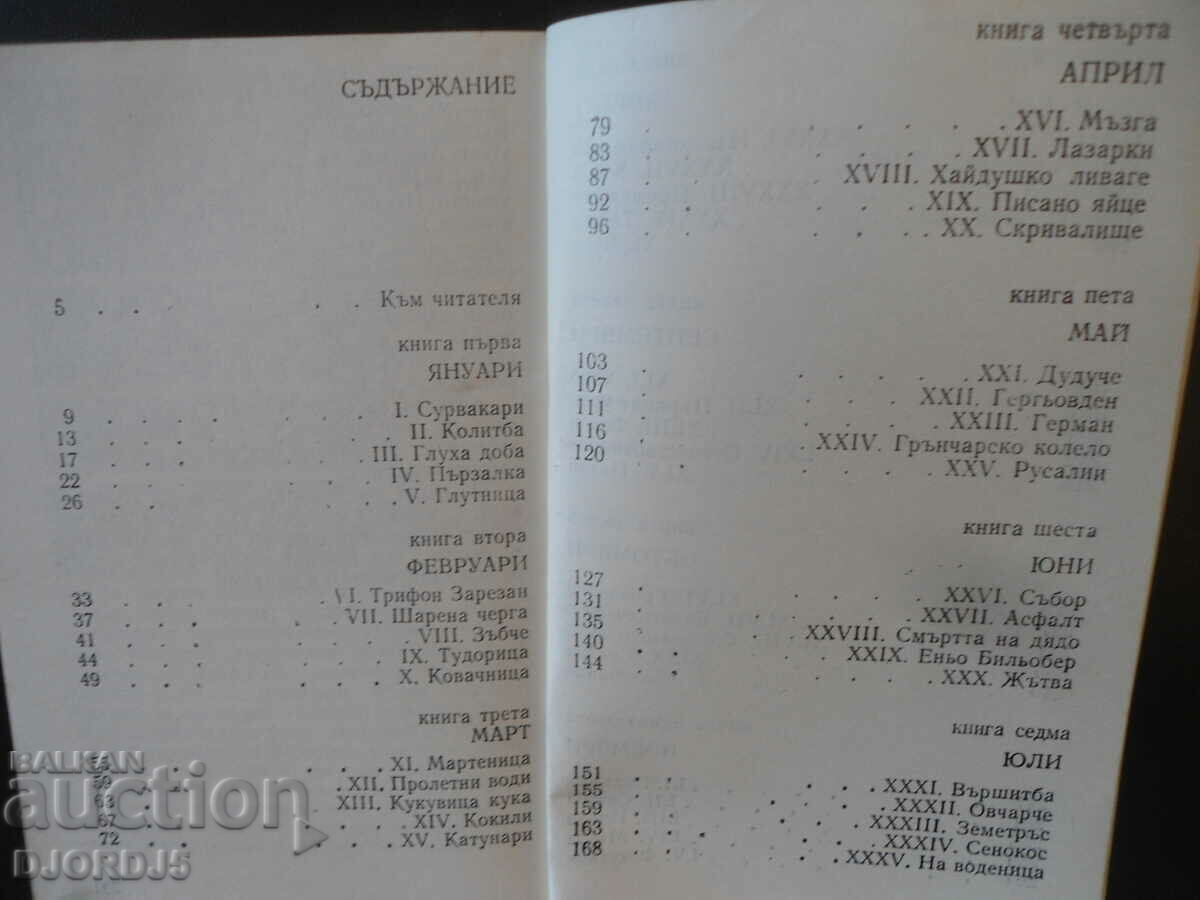 СЪДЪРЖАНИЕ
5 . . . . . Към читателя
книга първа
ЯНУАРИ
9 . . . . I. Сурвакари
13 . . . . II. Колитба
17 . . . . III. Глуха доба
22 . . . . IV. Пързалка
26 . . . . V. Глутница
книга втора
ФЕВРУАРИ
33 . . . . VI. Трифон Зарезан
37 . . . . VII. Шарена черга
41 . . . . VIII. Зъбче
44 . . . . IX. Тудорица
49 . . . . X. Ковачница
книга трета
МАРТ
55 . . . . XI. Мартеница
59 . . . . XII. Пролетни води
63 . . . . XIII. Кукувица кука
67 . . . . XIV. Кокили
72 . . . . XV. Катунари
книга четвърта
АПРИЛ
79 . . . . XVI. Мъзга
83 . . . . XVII. Лазарки
87 . . . . XVIII. Хайдушко ливаге
92 . . . . XIX. Писано яйце
96 . . . . XX. Скривалище
книга пета
МАЙ
103 . . . . XXI. Дудуче
107 . . . . XXII. Гергьовден
111 . . . . XXIII. Герман
116 . . . . XXIV. Грънчарско колело
120 . . . . XXV. Русалии
книга шеста
ЮНИ
127 . . . . XXVI. Събор
131 . . . . XXVII. Асфалт
135 . . . . XXVIII. Смъртта на дядо
140 . . . . XXIX. Еньо Бильобер
144 . . . . XXX. Жътва
книга седма
ЮЛИ
151 . . . . XXXI. Вършитба
155 . . . . XXXII. Овчарче
159 . . . . XXXIII. Земетръс
163 . . . . XXXIV. Сенокос
168 . . . . XXXV. На воденица
BALKAN
auction
DJORDJ5